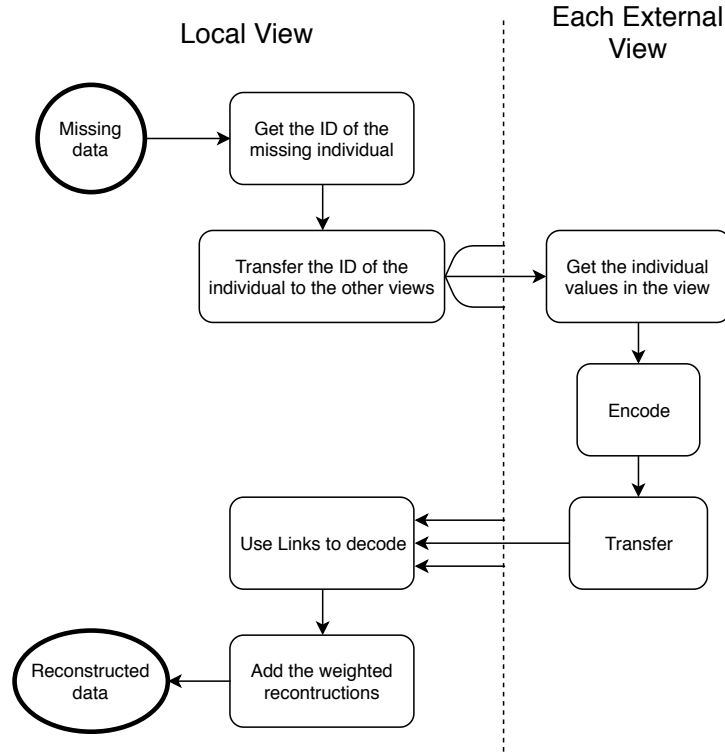 Local View
Each External
View
Missing
data
Get the ID of the
missing individual
Transfer the ID of the
individual to the other views
Get the individual
values in the view
Encode
Transfer
Use Links to decode
Add the weighted
recontructions
Reconstructed
data